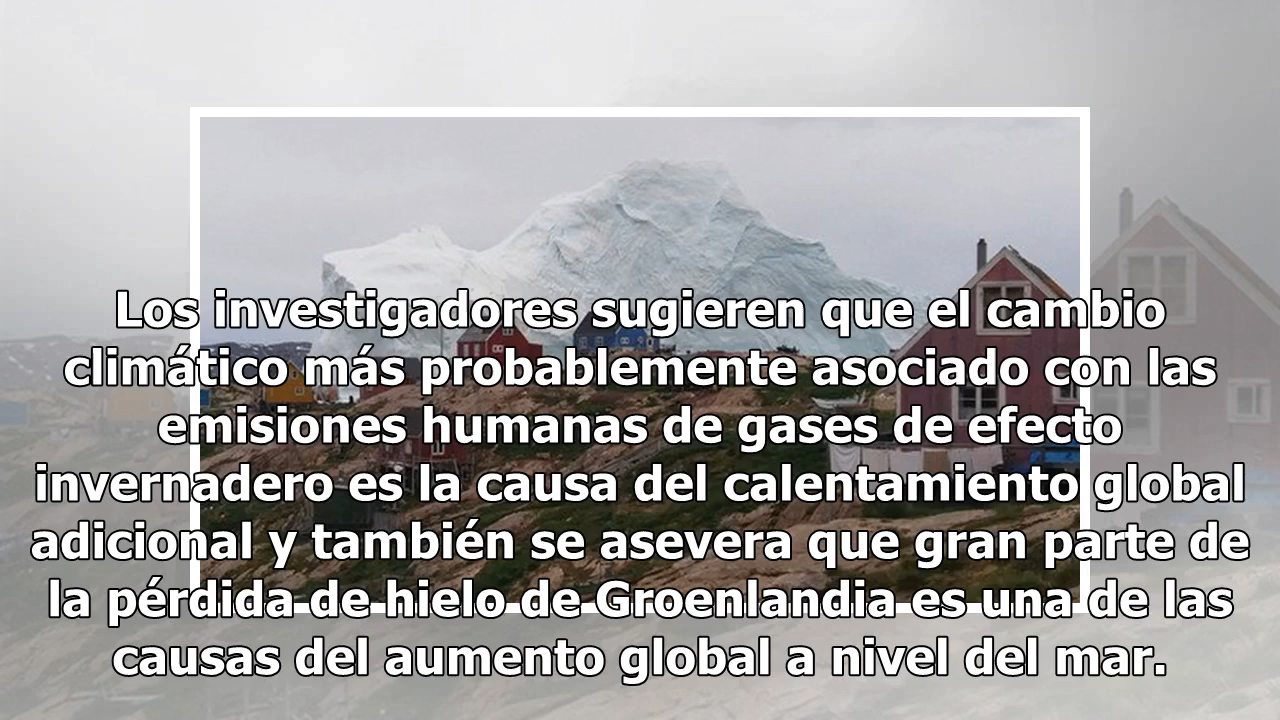 Los investigadores sugieren que el cambio
climático más probablemente asociado con las
emisiones humanas de gases de efecto
invernadero es la causa del calentamiento global
adicional y también se asevera que gran parte de
la pérdida de hielo de Groenlandia es una de las
causas del aumento global a nivel del mar.